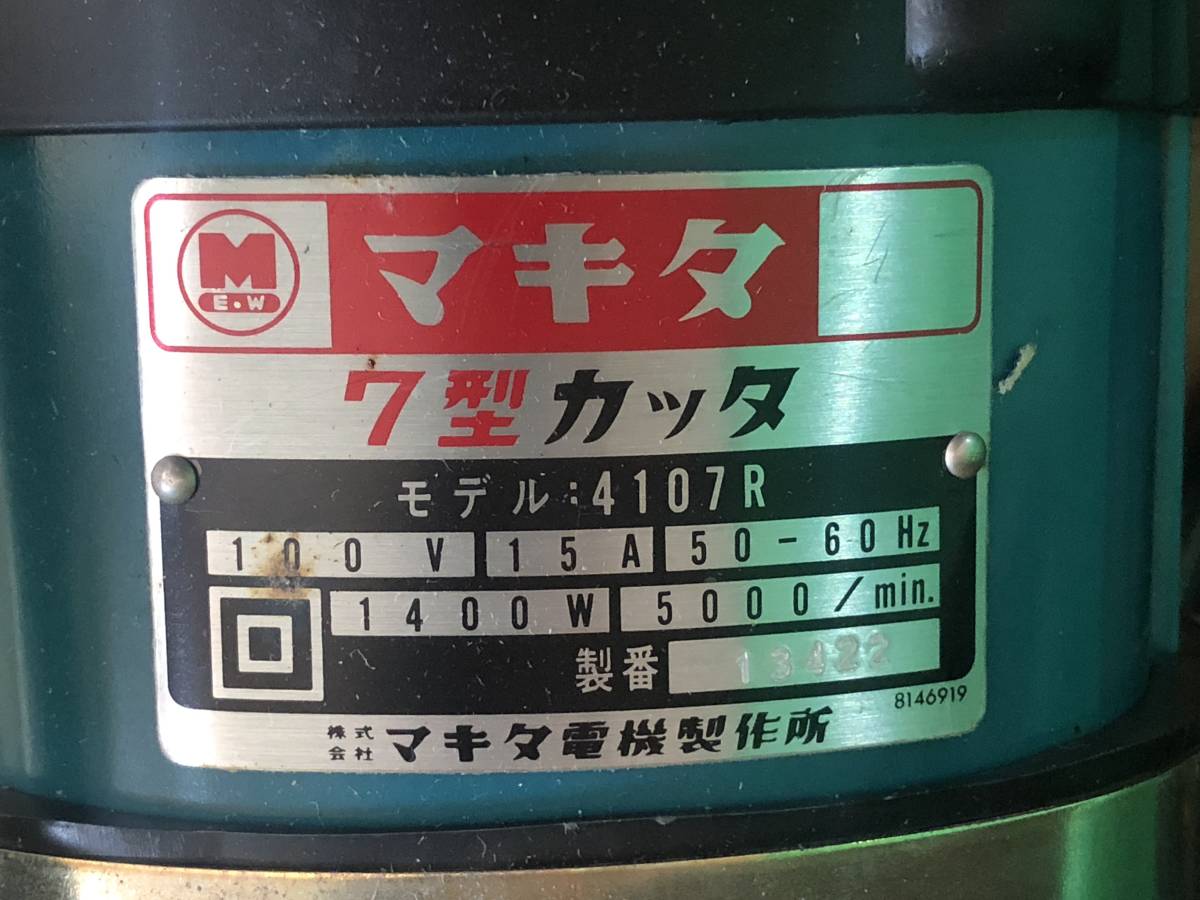 M
E・W
マキタ
7型カッタ
モデル:4107R
100V 15A 50-60Hz
1400W 5000/min.
製番 13422
8146919
株式会社 マキタ電機製作所